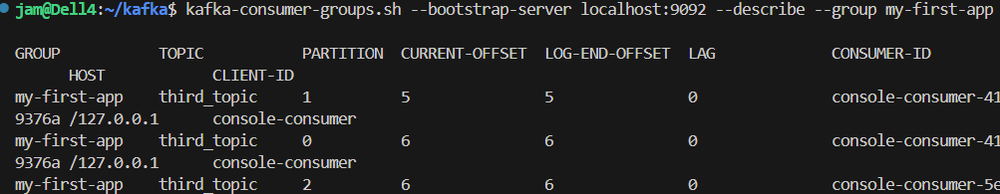 jam@Dell4:~/kafka$ kafka-consumer-groups.sh --bootstrap-server localhost:9092 --describe --group my-first-app
GROUP TOPIC PARTITION CURRENT-OFFSET LOG-END-OFFSET LAG CONSUMER-ID
HOST CLIENT-ID
my-first-app third_topic 1 5 5 0 console-consumer-41
9376a /127.0.0.1 console-consumer
my-first-app third_topic 0 6 6 0 console-consumer-41
9376a /127.0.0.1 console-consumer
my-first-app third_topic 2 6 6 0 console-consumer-5e